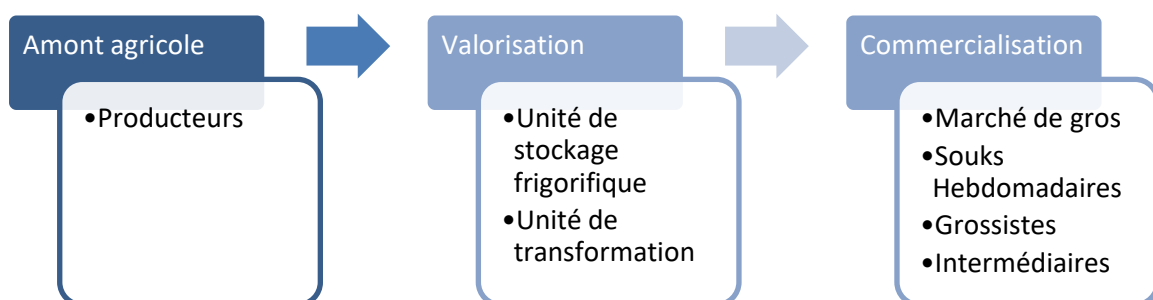 Amont agricole
•Producteurs
Valorisation
•Unité de
stockage
frigorifique
•Unité de
transformation
Commercialisation
•Marché de gros
•Souks
Hebdomadaires
•Grossistes
•Intermédiaires